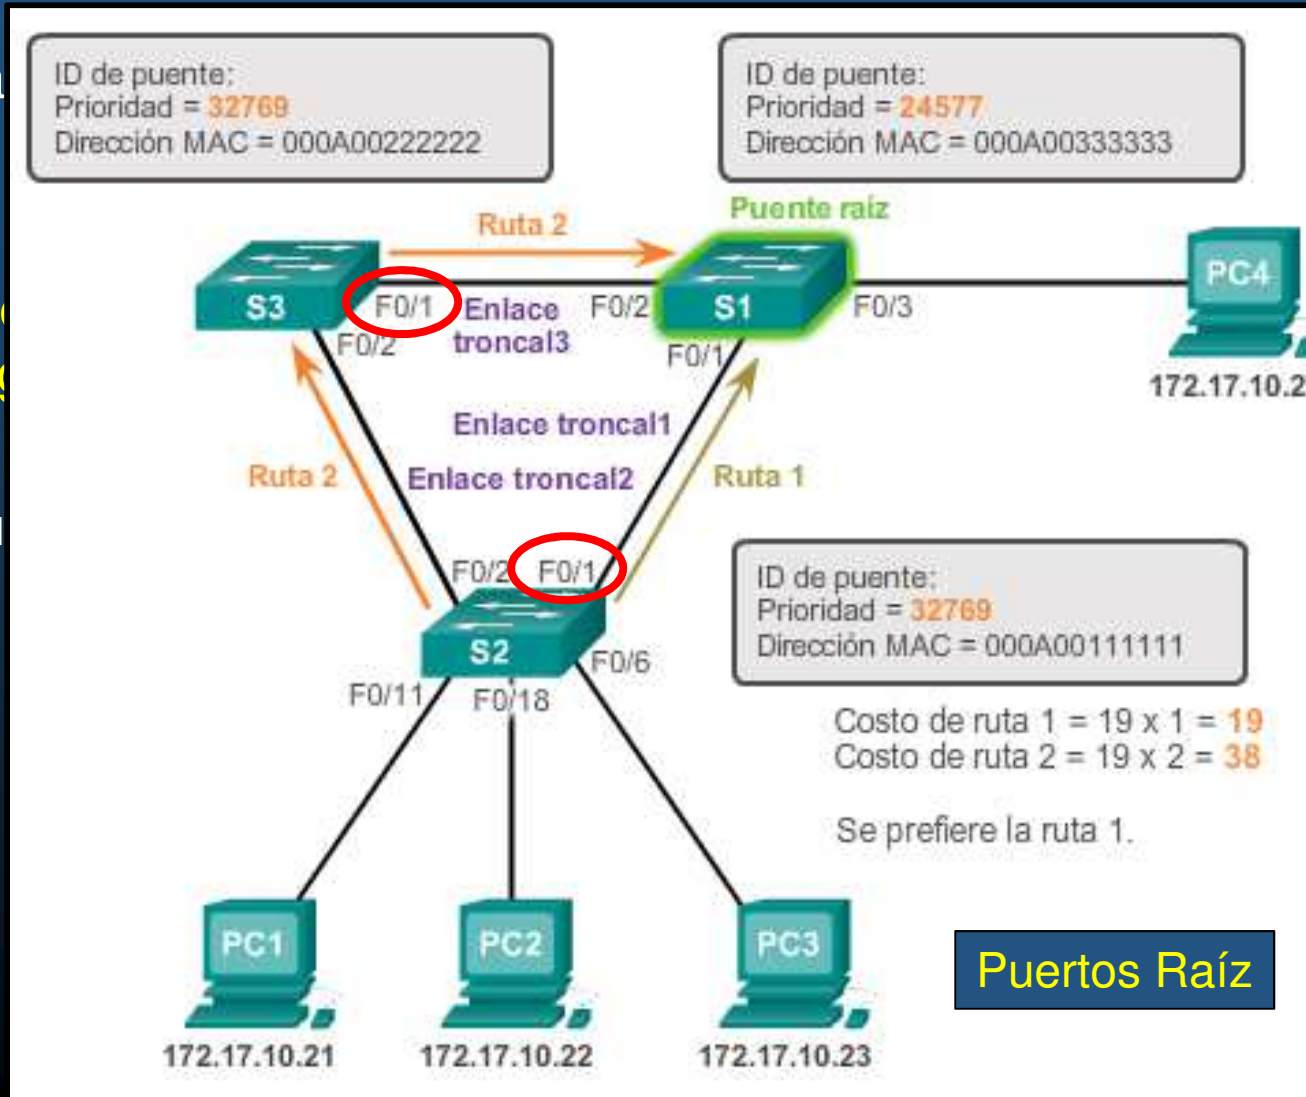 ID de puente:
Prioridad = 32769
Dirección MAC = 000A00222222
ID de puente:
Prioridad = 24577
Dirección MAC = 000A00333333
Puente raíz
Ruta 2
S3
F0/1
Enlace
troncal3
F0/2
S1
F0/3
PC4
F0/2
F0/1
172.17.10.2
Enlace troncal1
Ruta 2
Enlace troncal2
Ruta 1
F0/2
F0/1
ID de puente:
Prioridad = 32769
Dirección MAC = 000A00111111
S2
F0/6
F0/11
F0/18
Costo de ruta 1 = 19 x 1 = 19
Costo de ruta 2 = 19 x 2 = 38
Se prefiere la ruta 1.
PC1
PC2
PC3
Puertos Raíz
172.17.10.21
172.17.10.22
172.17.10.23